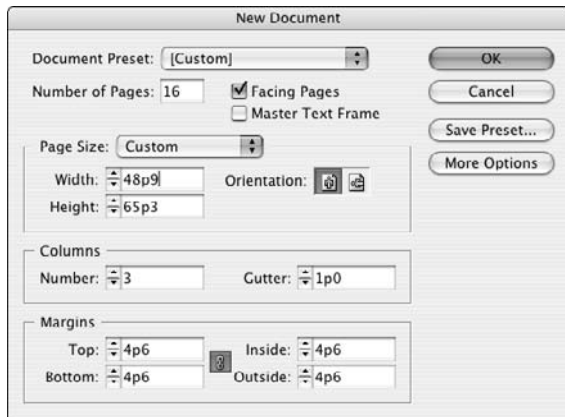 New Document
Document Preset: [Custom]
OK
Number of Pages: 16
Facing Pages
Cancel
Master Text Frame
Save Preset...
Page Size: Custom
More Options
Width: 48p9
Orientation:
Height: 65p3
Columns
Number: 3
Gutter: 1p0
Margins
Top: 4p6
Inside: 4p6
Bottom: 4p6
Outside: 4p6